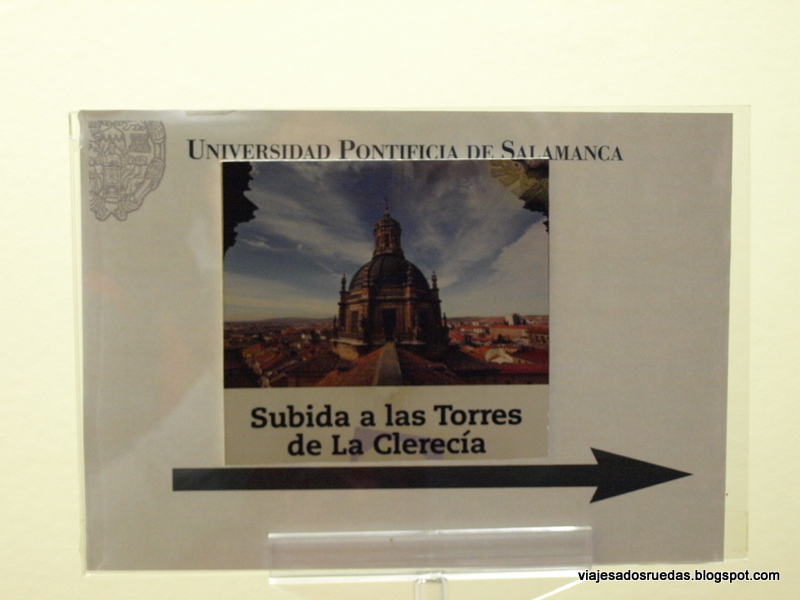 UNIVERSIDAD PONTIFICIA DE SALAMANCA
Subida a las Torres
de La Clerecía
viajesadosruedas.blogspot.com